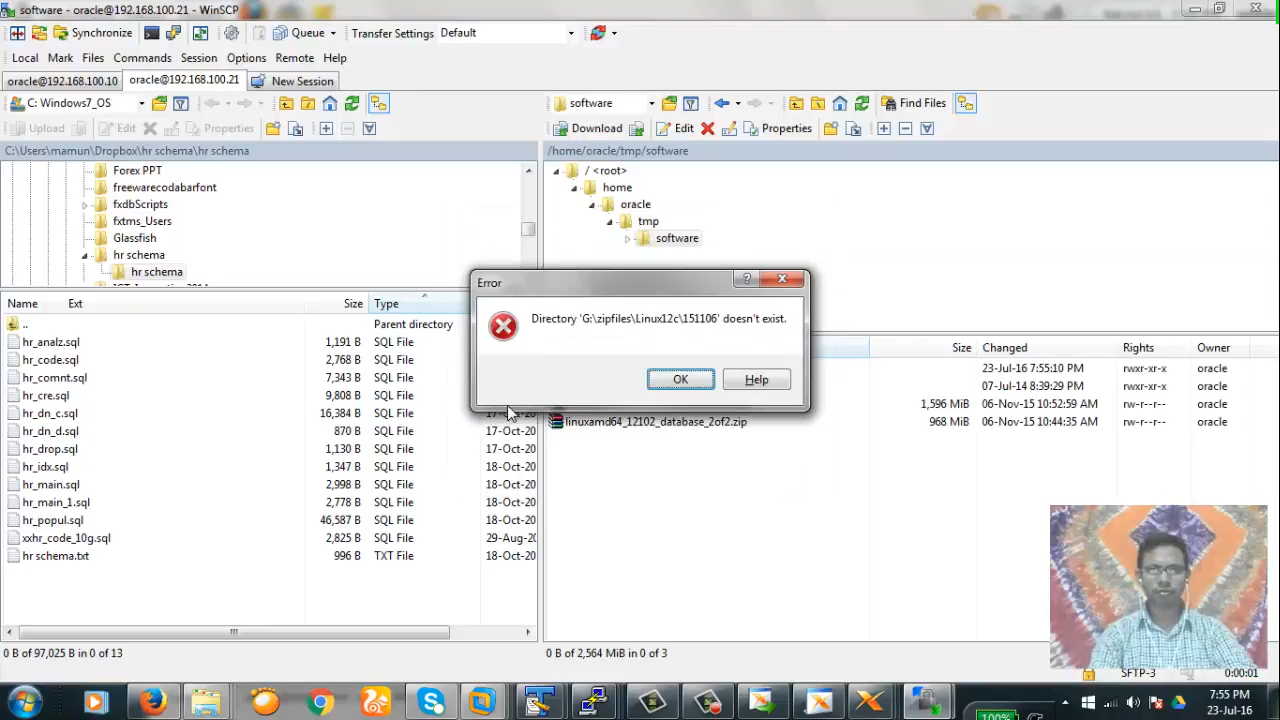 software - oracle@192.168.100.21 - WinSCP
Synchronize Queue Transfer Settings Default
Local Mark Files Commands Session Options Remote Help
oracle@192.168.100.10 oracle@192.168.100.21 New Session
C: Windows7_OS software Find Files
Upload Edit Properties Download Edit Properties
C:\Users\mamun\Dropbox\hr schema\hr schema /home/oracle/tmp/software
Forex PPT
freewarecodabarfont
fxdbScripts
fxtms_Users
Glassfish
hr schema
hr schema
/ <root>
home
oracle
tmp
software
Error
Directory 'G:\zipfiles\Linux12c\151106' doesn't exist.
OK Help
Name Ext Size Type
.. Parent directory
hr_analz.sql 1,191 B SQL File
hr_code.sql 2,768 B SQL File
hr_comnt.sql 7,343 B SQL File
hr_cre.sql 9,808 B SQL File
hr_dn_c.sql 16,384 B SQL File
hr_dn_d.sql 870 B SQL File 17-Oct-20
hr_drop.sql 1,130 B SQL File 17-Oct-20
hr_idx.sql 1,347 B SQL File 18-Oct-20
hr_main.sql 2,998 B SQL File 18-Oct-20
hr_main_1.sql 2,778 B SQL File 18-Oct-20
hr_popul.sql 46,587 B SQL File 18-Oct-20
xxhr_code_10g.sql 2,825 B SQL File 29-Aug-20
hr schema.txt 996 B TXT File 18-Oct-20
Size Changed Rights Owner
23-Jul-16 7:55:10 PM rwxr-xr-x oracle
07-Jul-14 8:39:29 PM rwxr-xr-x oracle
1,596 MiB 06-Nov-15 10:52:59 AM rw-r--r-- oracle
linuxamd64_12102_database_2of2.zip 968 MiB 06-Nov-15 10:44:35 AM rw-r--r-- oracle
0 B of 97,025 B in 0 of 13 0 B of 2,564 MiB in 0 of 3
SFTP-3 0:00:01
100%
7:55 PM
23-Jul-16